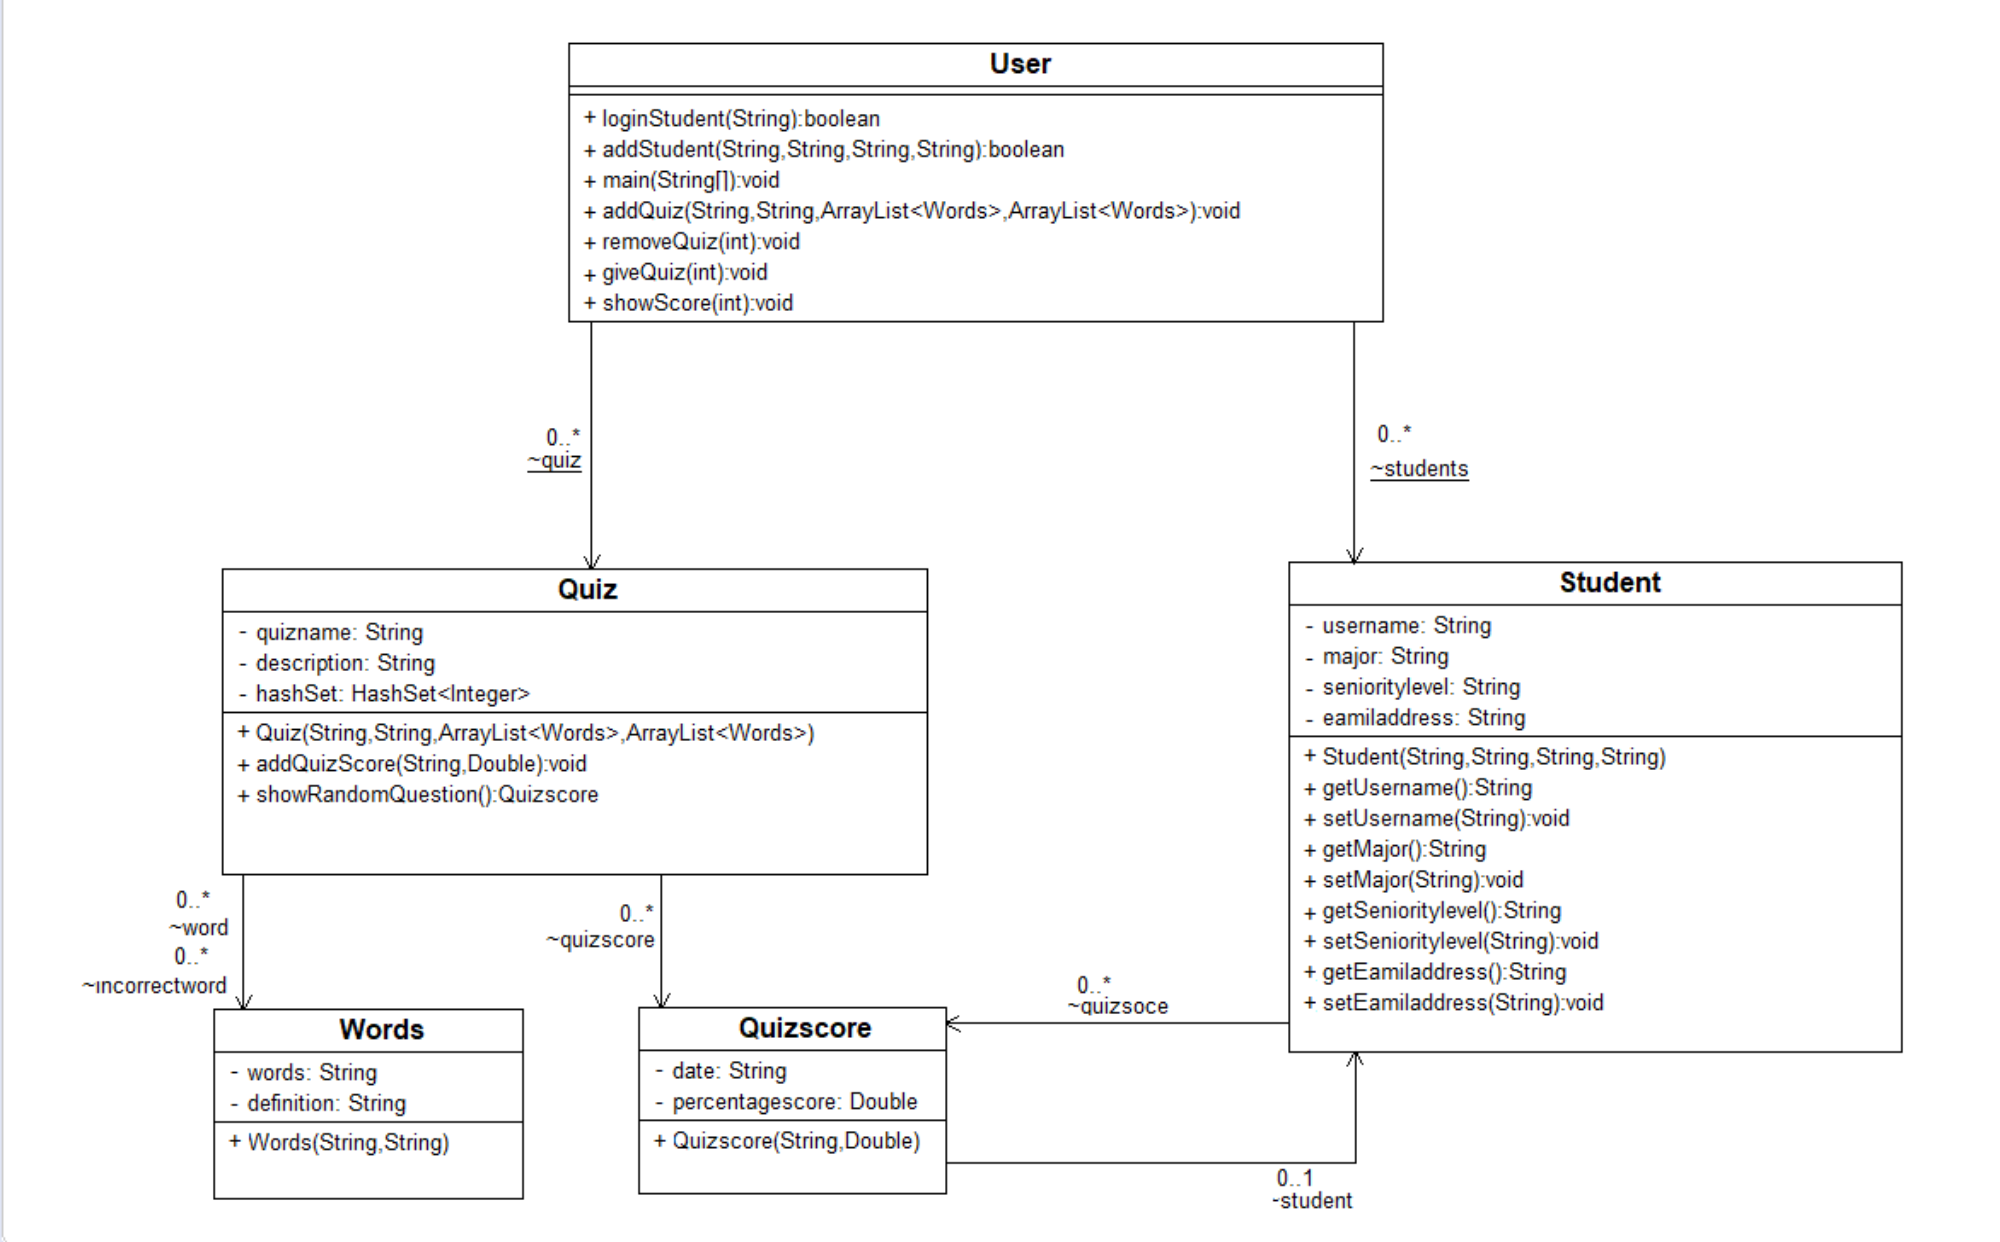 User
+ loginStudent(String):boolean
+ addStudent(String,String,String,String):boolean
+ main(String[]):void
+ addQuiz(String,String,ArrayList<Words>,ArrayList<Words>):void
+ removeQuiz(int):void
+ giveQuiz(int):void
+ showScore(int):void
0..*
~quiz
0..*
~students
Quiz
- quizname: String
- description: String
- hashSet: HashSet<Integer>
+ Quiz(String,String,ArrayList<Words>,ArrayList<Words>)
+ addQuizScore(String,Double):void
+ showRandomQuestion():Quizscore
Student
- username: String
- major: String
- senioritylevel: String
- eamiladdress: String
+ Student(String,String,String,String)
+ getUsername():String
+ setUsername(String):void
+ getMajor():String
+ setMajor(String):void
+ getSenioritylevel():String
+ setSenioritylevel(String):void
+ getEamiladdress():String
+ setEamiladdress(String):void
0..*
~word
0..*
~incorrectword
0..*
~quizscore
0..*
~quizsoce
Words
- words: String
- definition: String
+ Words(String,String)
Quizscore
- date: String
- percentagescore: Double
+ Quizscore(String,Double)
0..1
~student